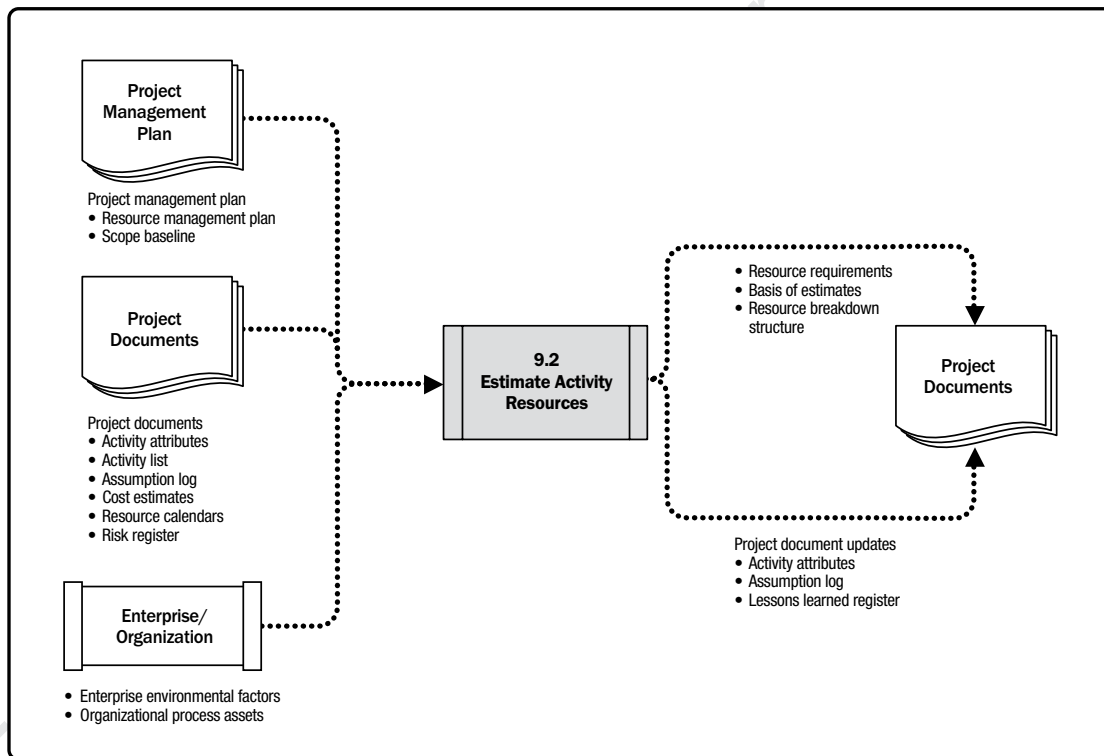 Project
Management
Plan
Project management plan
• Resource management plan
• Scope baseline
Project
Documents
Project documents
• Activity attributes
• Activity list
• Assumption log
• Cost estimates
• Resource calendars
• Risk register
Enterprise/
Organization
• Enterprise environmental factors
• Organizational process assets
9.2
Estimate Activity
Resources
• Resource requirements
• Basis of estimates
• Resource breakdown
structure
Project
Documents
Project document updates
• Activity attributes
• Assumption log
• Lessons learned register